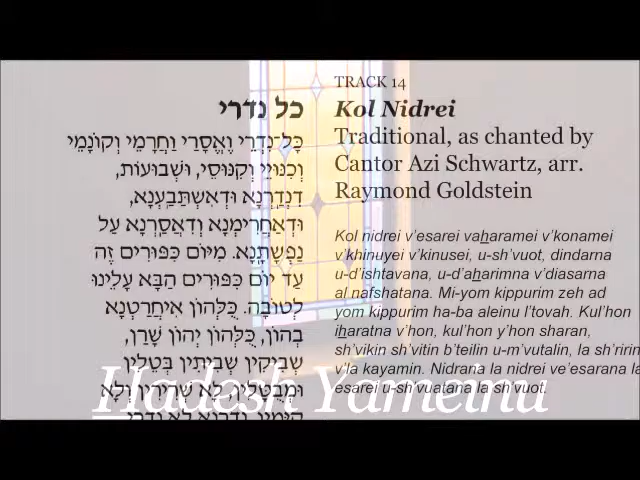 TRACK 14
כל נדרי
Kol Nidrei
Traditional, as chanted by
Cantor Azi Schwartz, arr.
Raymond Goldstein
כָּל־נִדְרֵי וֶאֱסָרֵי וַחֲרָמֵי וְקוֹנָמֵי
וְכִנּוּיֵי וְקִנּוּסֵי, וּשְׁבוּעוֹת,
דִּנְדַֽרְנָא וּדְאִשְׁתַּבַּֽעְנָא,
וּדְאַחֲרִימְנָא וְדִאֲסַֽרְנָא עַל
נַפְשָׁתָֽנָא. מִיּוֹם כִּפּוּרִים זֶה
עַד יוֹם כִּפּוּרִים הַבָּא עָלֵֽינוּ
לְטוֹבָה. כֻּלְּהוֹן אִיחֲרַֽטְנָא
בְהוֹן, כֻּלְּהוֹן יְהוֹן שָׁרָן,
שְׁבִיקִין שְׁבִיתִין בְּטֵלִין
וּמְבֻטָּלִין, לָא שְׁרִירִין וְלָא
קַיָּמִין. נִדְרָֽנָא לָא נִדְרֵי
Kol nidrei v'esarei vaharamei v'konamei
v'khinuyei v'kinusei, u-sh'vuot, dindarna
u-d'ishtavana, u-d'aharimna v'diasarna
al nafshatana. Mi-yom kippurim zeh ad
yom kippurim ha-ba aleinu l'tovah. Kul'hon
iharatna v'hon, kul'hon y'hon sharan,
sh'vikin sh'vitin b'teilin u-m'vutalin, la sh'ririn
v'la kayamin. Nidrana la nidrei ve'esarana la
esarei u-sh'vuatana la sh'vuot.
Hadesh Yameinu